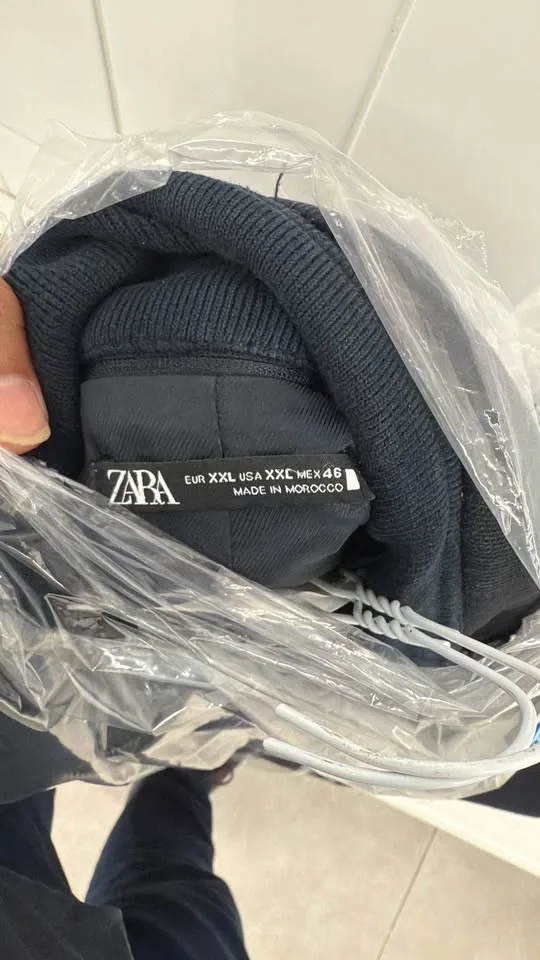 ZARA
EUR XXL USA XXL MEX 46
MADE IN MOROCCO